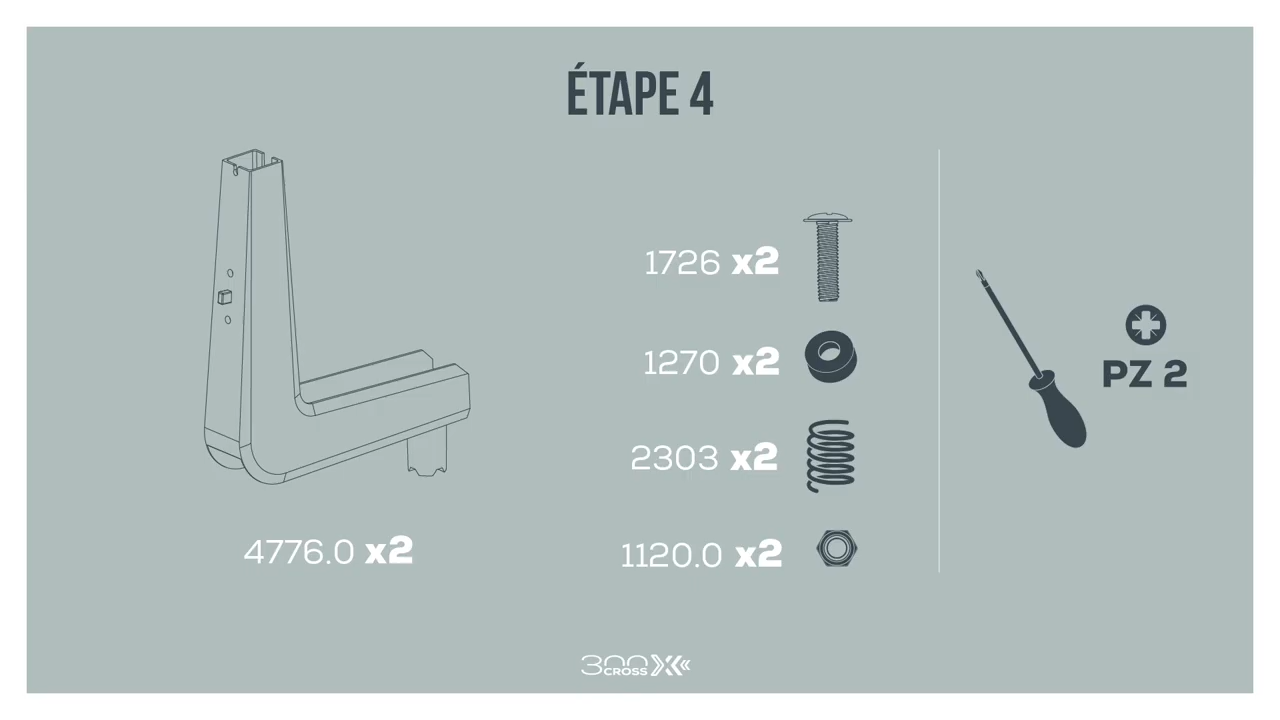 ÉTAPE 4
1726 x2
1270 x2
2303 x2
1120.0 x2
4776.0 x2
PZ 2
300 CROSS X